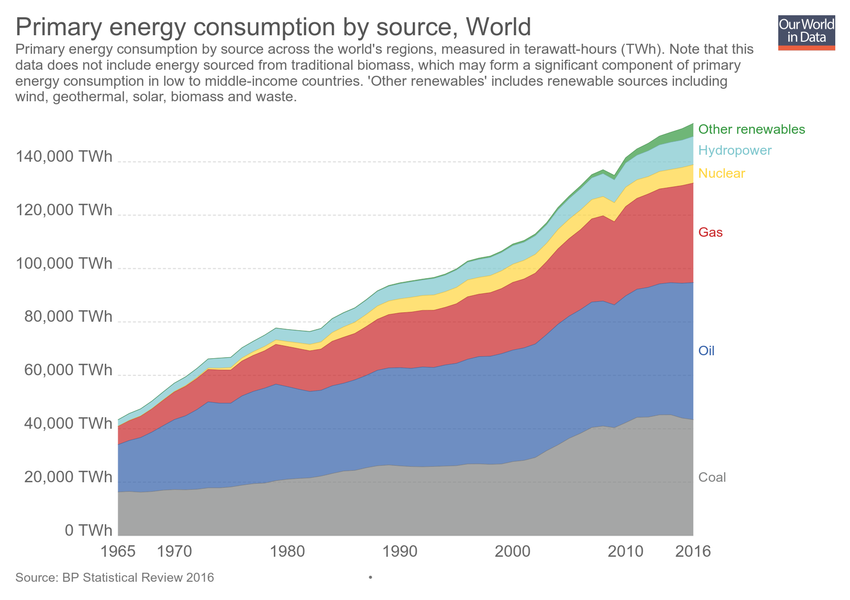 Primary energy consumption by source, World
Our World
in Data
Primary energy consumption by source across the world's regions, measured in terawatt-hours (TWh). Note that this
data does not include energy sourced from traditional biomass, which may form a significant component of primary
energy consumption in low to middle-income countries. 'Other renewables' includes renewable sources including
wind, geothermal, solar, biomass and waste.
Other renewables
Hydropower
Nuclear
Gas
Oil
Coal
140,000 TWh
120,000 TWh
100,000 TWh
80,000 TWh
60,000 TWh
40,000 TWh
20,000 TWh
0 TWh
1965 1970 1980 1990 2000 2010 2016
Source: BP Statistical Review 2016 •